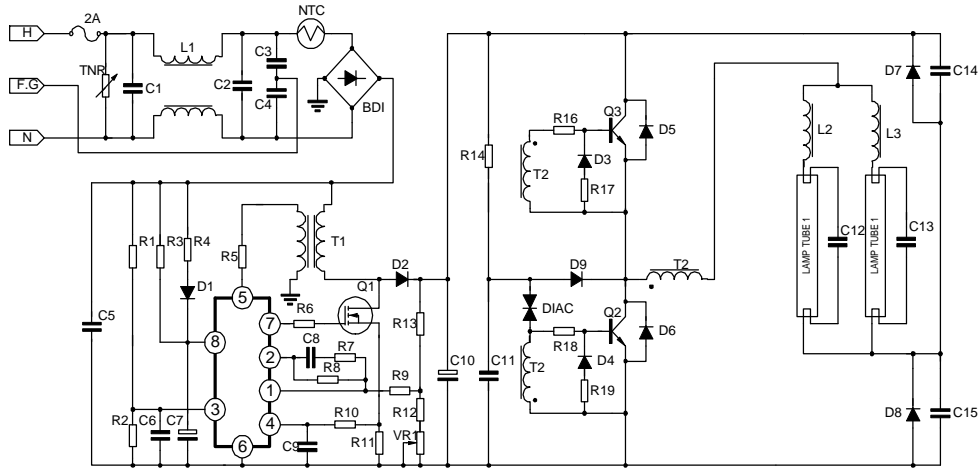 H
2A
NTC
L1
C3
TNR
D7
C14
F.G
C1
C2
C4
BDI
R16
Q3
D5
L2
L3
N
R14
D3
T2
R17
LAMP TUBE 1
C12
LAMP TUBE 1
C13
R1
R3
R4
R5
T1
D2
D9
T2
D1
Q1
DIAC
5
R6
R13
Q2
C5
7
R18
D6
8
C8
R7
C10
C11
T2
D4
2
R8
1
R9
R19
3
R12
D8
C15
R2
C6
C7
4
R10
VR1
C9
R11
6